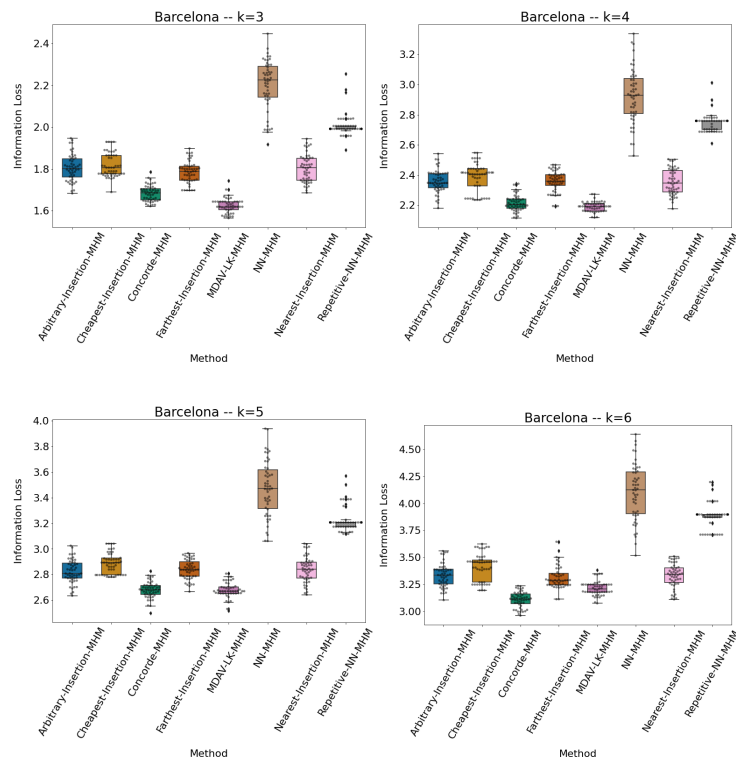 Barcelona -- k=3
Information Loss
2.4
2.2
2.0
1.8
1.6
Arbitrary-Insertion-MHM
Cheapest-Insertion-MHM
Concorde-MHM
Farthest-Insertion-MHM
MDAV-LK-MHM
NN-MHM
Nearest-Insertion-MHM
Repetitive-NN-MHM
Method
Barcelona -- k=4
Information Loss
3.2
3.0
2.8
2.6
2.4
2.2
Arbitrary-Insertion-MHM
Cheapest-Insertion-MHM
Concorde-MHM
Farthest-Insertion-MHM
MDAV-LK-MHM
NN-MHM
Nearest-Insertion-MHM
Repetitive-NN-MHM
Method
Barcelona -- k=5
Information Loss
4.0
3.8
3.6
3.4
3.2
3.0
2.8
2.6
Arbitrary-Insertion-MHM
Cheapest-Insertion-MHM
Concorde-MHM
Farthest-Insertion-MHM
MDAV-LK-MHM
NN-MHM
Nearest-Insertion-MHM
Repetitive-NN-MHM
Method
Barcelona -- k=6
Information Loss
4.50
4.25
4.00
3.75
3.50
3.25
3.00
Arbitrary-Insertion-MHM
Cheapest-Insertion-MHM
Concorde-MHM
Farthest-Insertion-MHM
MDAV-LK-MHM
NN-MHM
Nearest-Insertion-MHM
Repetitive-NN-MHM
Method